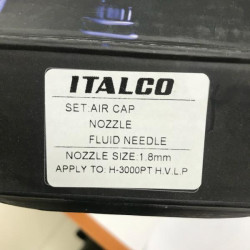 ITALCO
SET:AIR CAP
NOZZLE
FLUID NEEDLE
NOZZLE SIZE:1.8mm
APPLY TO: H-3000PT H.V.L.P